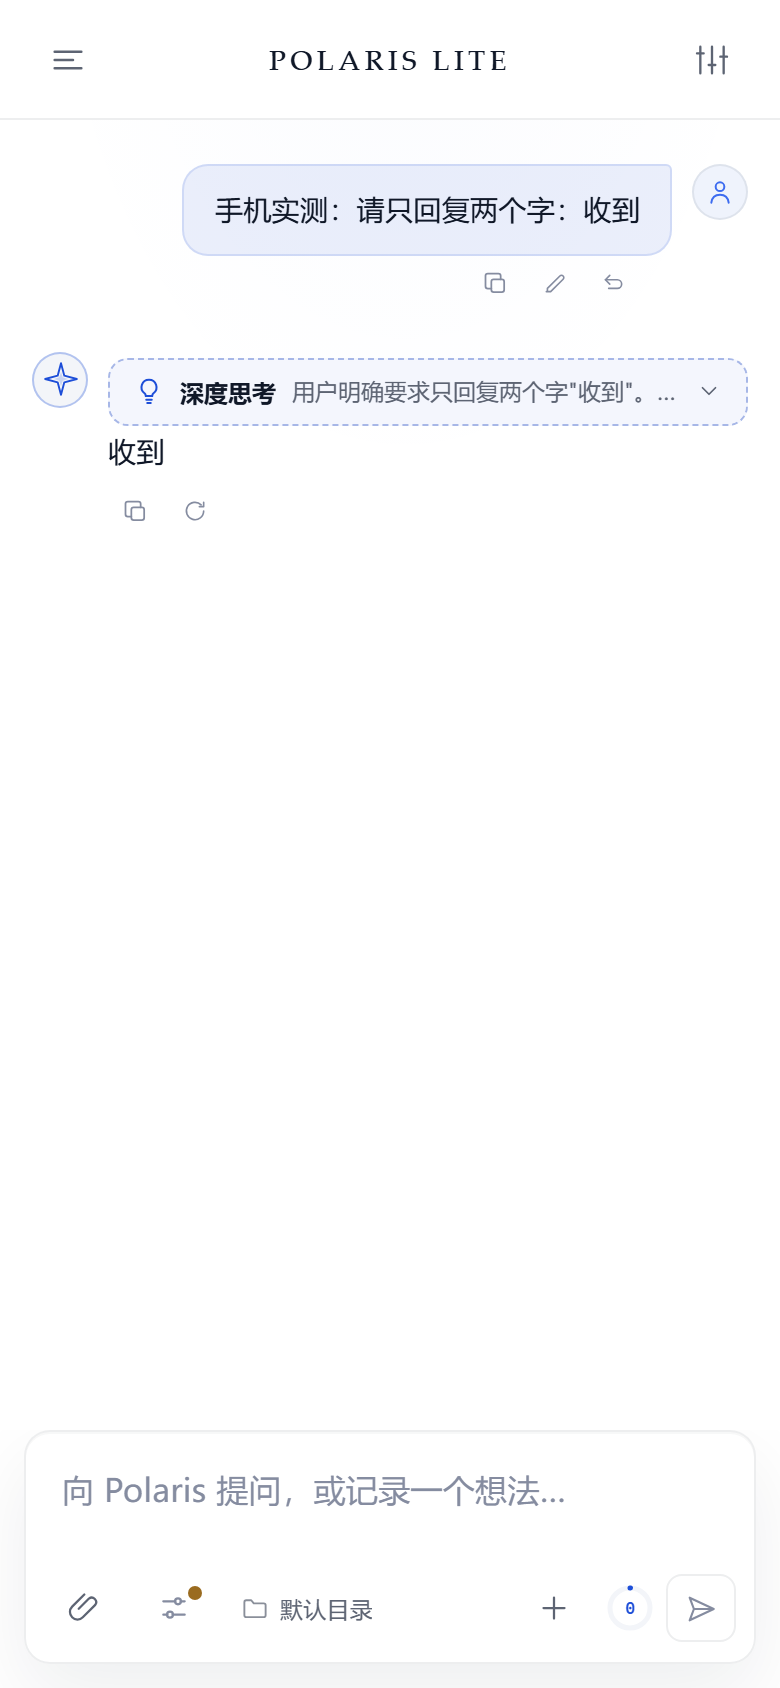 POLARIS LITE
手机实测：请只回复两个字：收到
深度思考 用户明确要求只回复两个字"收到"。...
收到
向 Polaris 提问，或记录一个想法...
默认目录 0